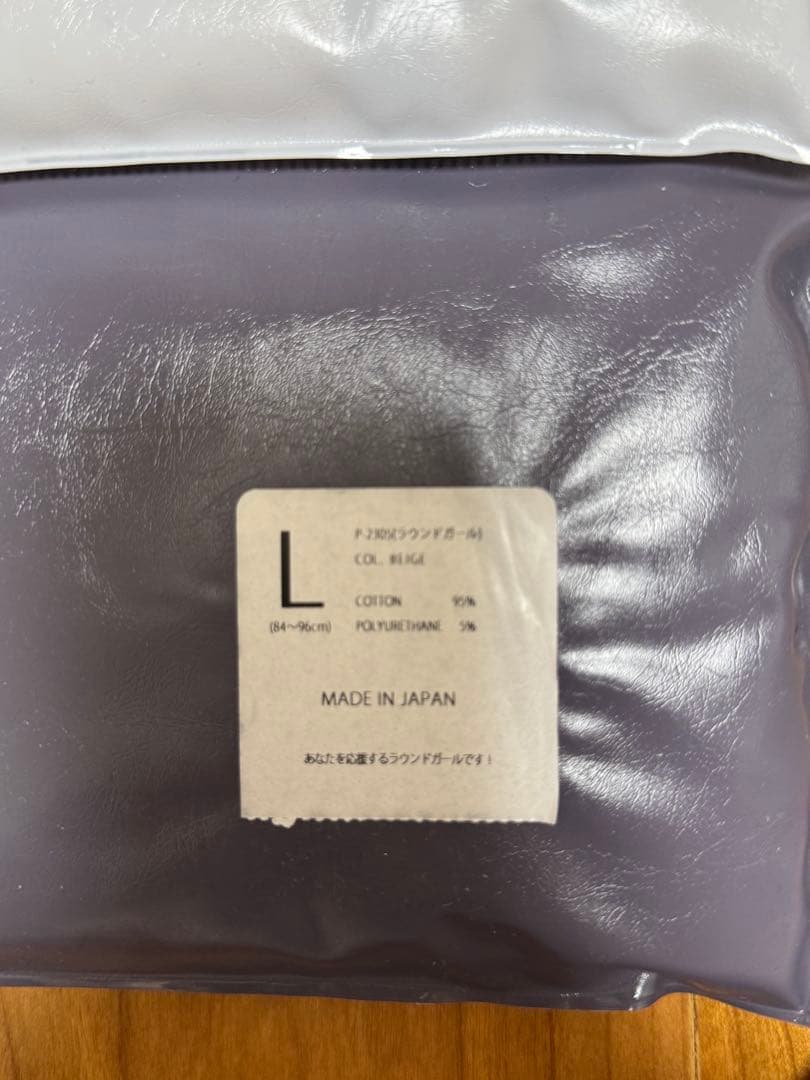 L
(84～96cm)
P-2305(ラウンドガール)
COL. BEIGE
COTTON 95%
POLYURETHANE 5%
MADE IN JAPAN
あなたを応援するラウンドガールです！